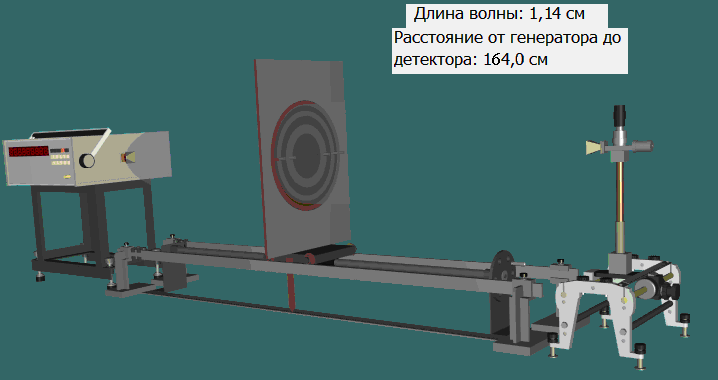 Длина волны: 1,14 см
Расстояние от генератора до
детектора: 164,0 см